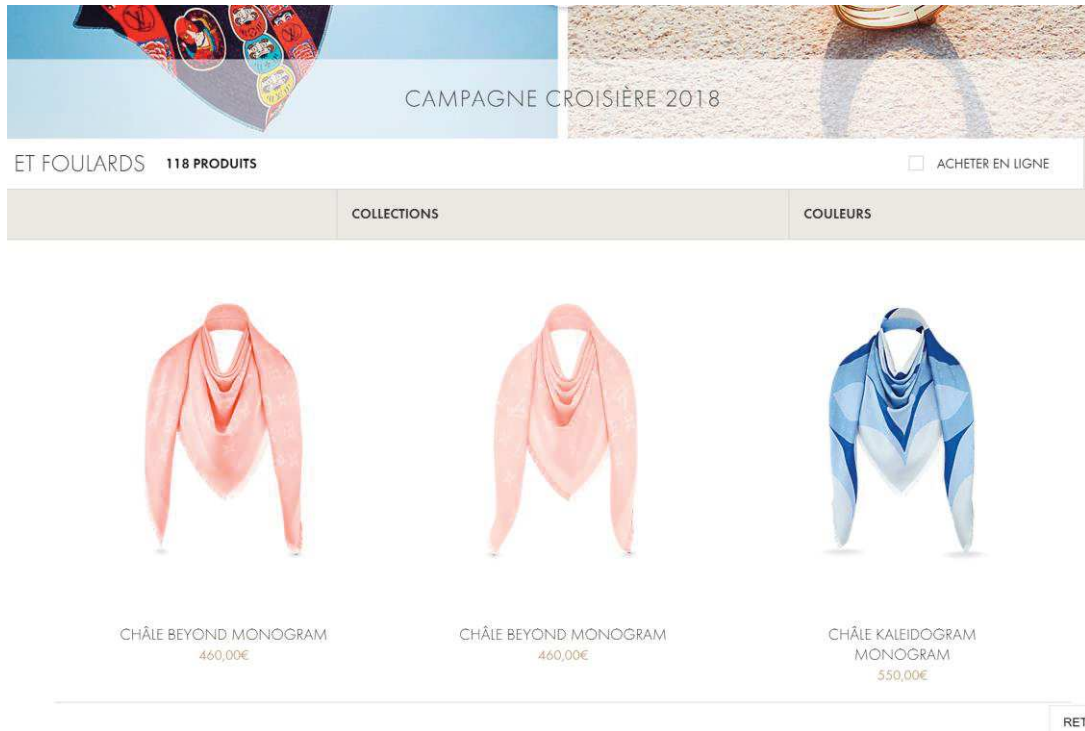 CAMPAGNE CROISIÈRE 2018
ET FOULARDS 118 PRODUITS
ACHETER EN LIGNE
COLLECTIONS
COULEURS
CHÂLE BEYOND MONOGRAM
460,00€
CHÂLE BEYOND MONOGRAM
460,00€
CHÂLE KALEIDOGRAM
MONOGRAM
550,00€
RET